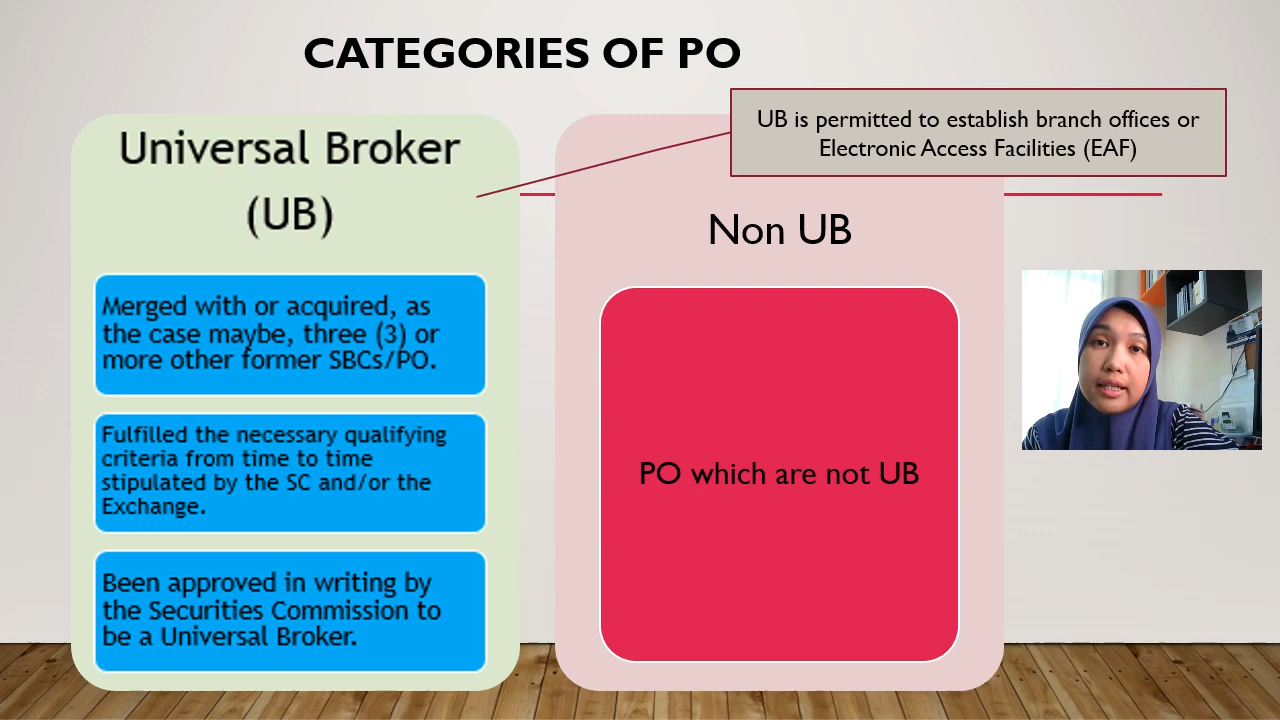 CATEGORIES OF PO
UB is permitted to establish branch offices or
Electronic Access Facilities (EAF)
Universal Broker
(UB)
Merged with or acquired, as
the case maybe, three (3) or
more other former SBCs/PO.
Fulfilled the necessary qualifying
criteria from time to time
stipulated by the SC and/or the
Exchange.
Been approved in writing by
the Securities Commission to
be a Universal Broker.
Non UB
PO which are not UB